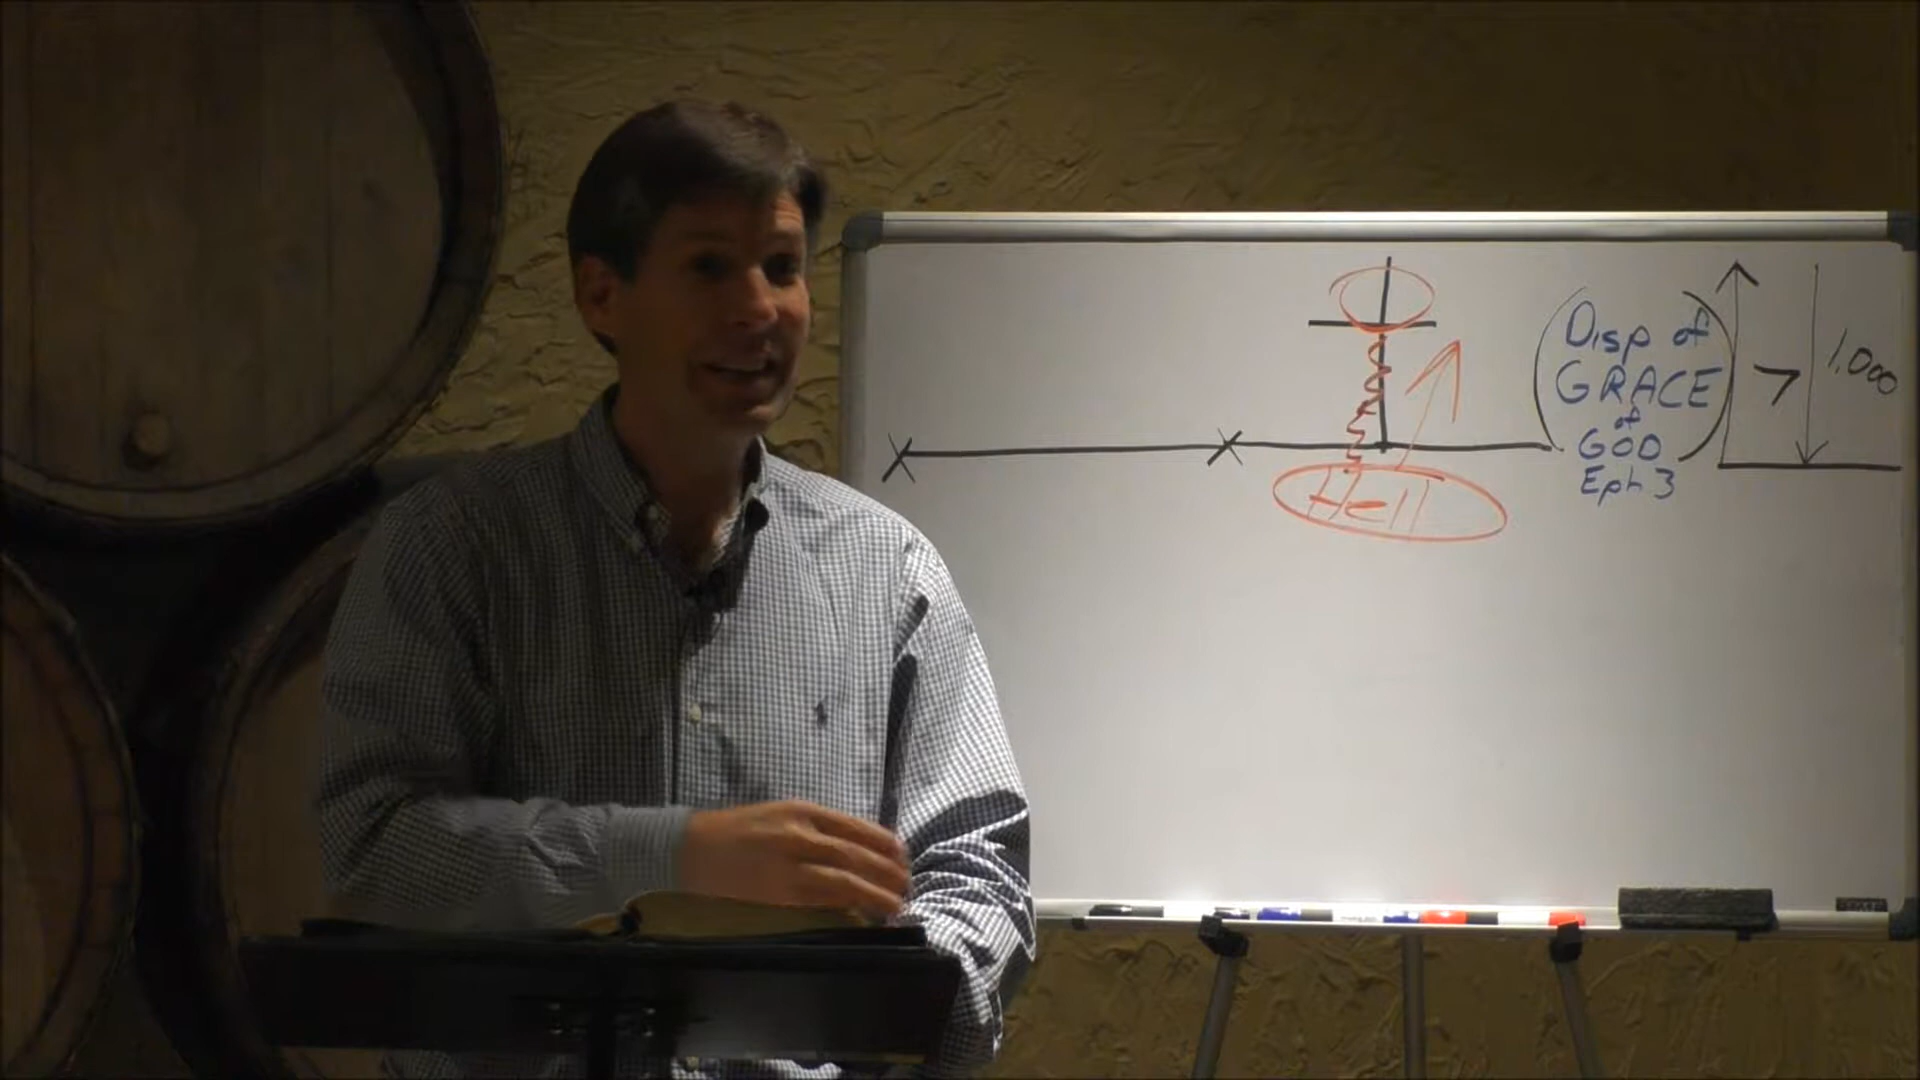 Disp of
GRACE
of
GOD
Eph 3
7
1,000
Hell